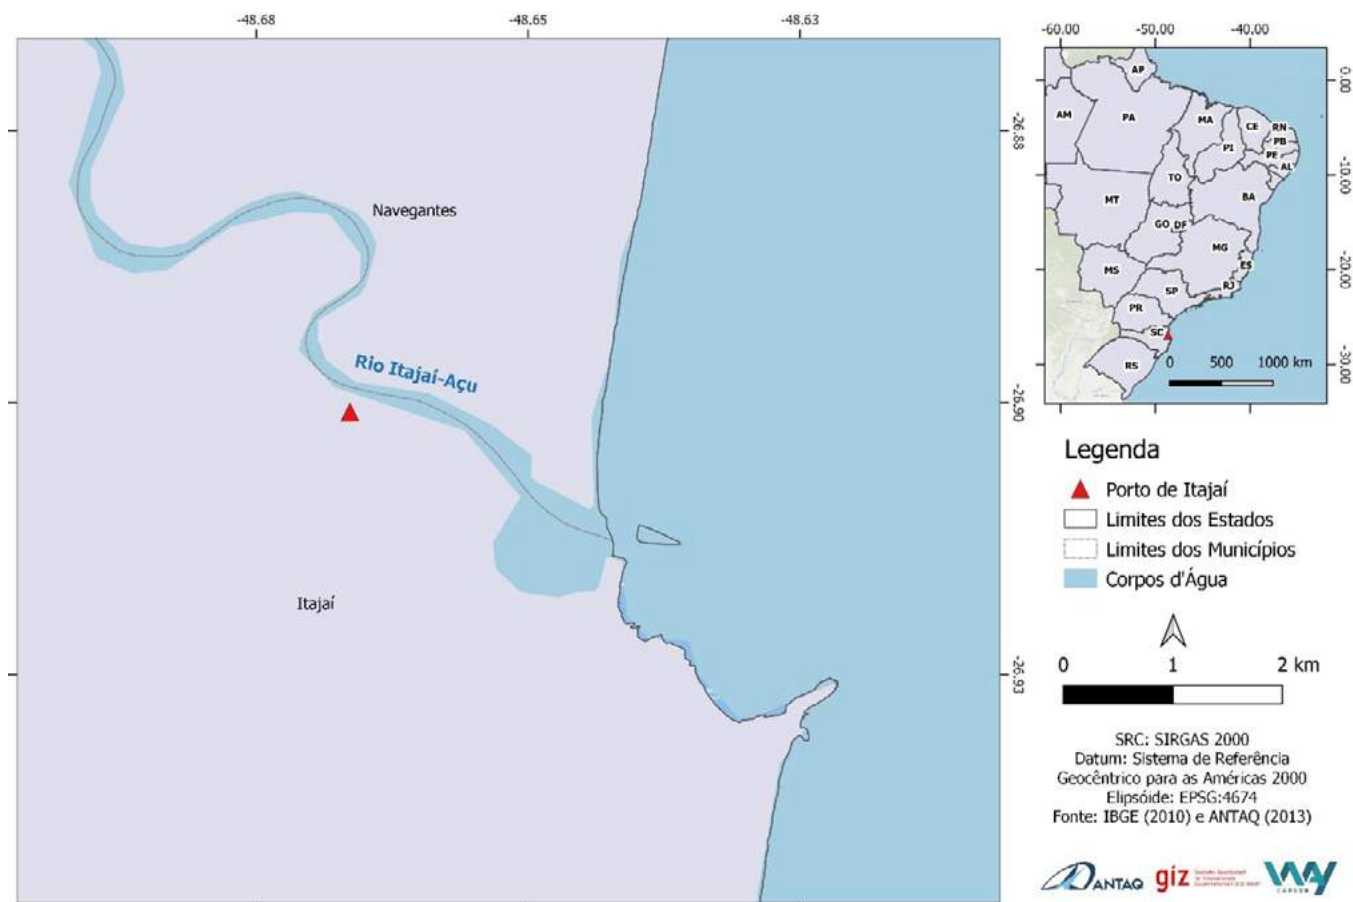 -48.68
-48.65
-48.63
-26.88
-26.90
-26.93
Navegantes
Rio Itajaí-Açu
Itajaí
-60.00
-50.00
-40.00
0.00
-10.00
-20.00
-30.00
AP
AM
PA
MA
CE
RN
PB
PI
PE
AL
TO
BA
MT
GO
DF
MG
ES
MS
SP
RJ
PR
SC
RS
0 500 1000 km
Legenda
Porto de Itajaí
Limites dos Estados
Limites dos Municípios
Corpos d'Água
0 1 2 km
SRC: SIRGAS 2000
Datum: Sistema de Referência
Geocêntrico para as Américas 2000
Elipsóide: EPSG:4674
Fonte: IBGE (2010) e ANTAQ (2013)
ANTAQ
giz
WAY
CARBON